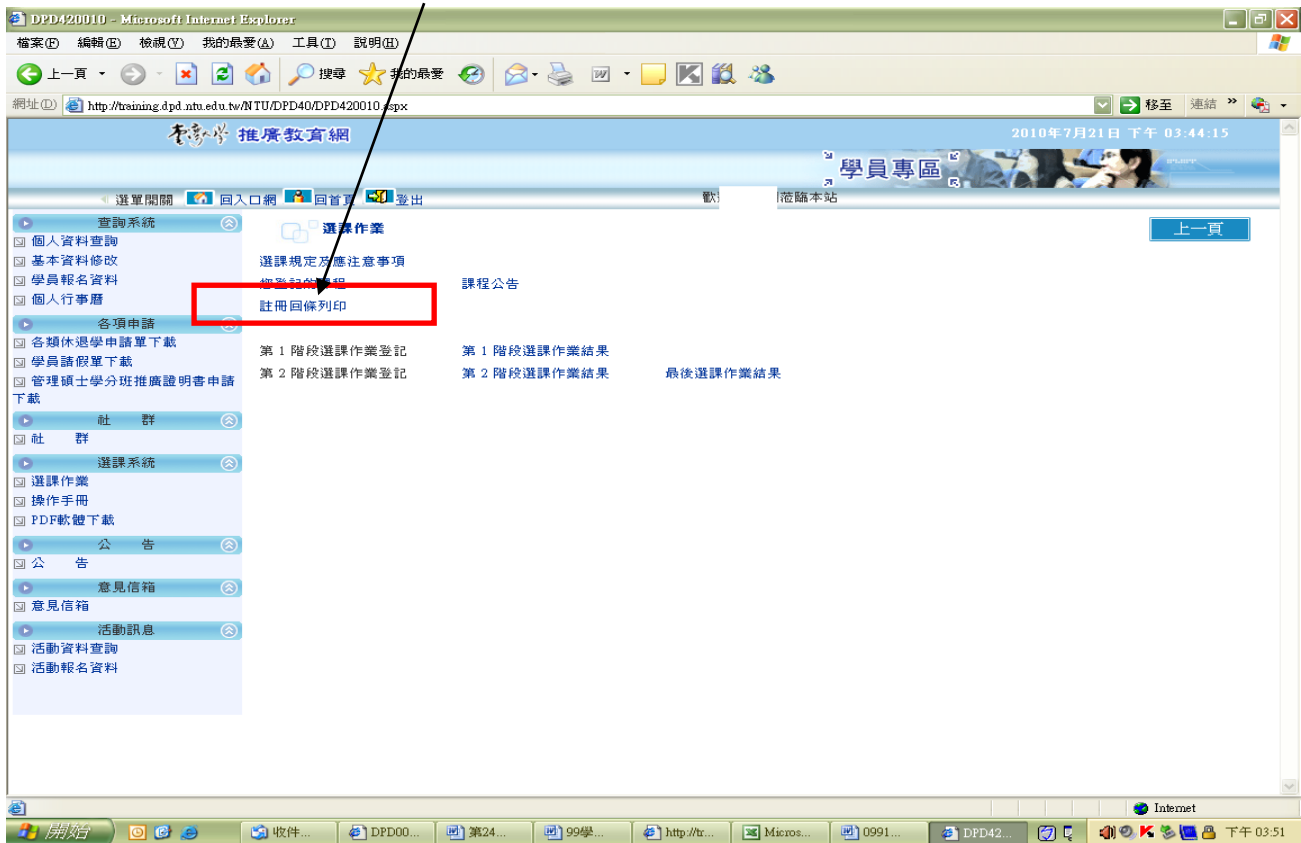 DPD420010 - Microsoft Internet Explorer
檔案(F) 編輯(E) 檢視(V) 我的最愛(A) 工具(T) 說明(H)
上一頁 搜尋 我的最愛
網址(D) http://training.dpd.ntu.edu.tw/NTU/DPD40/DPD420010.aspx 移至 連結 »
推廣教育網 2010年7月21日 下午 03:44:15
學員專區
選單開關 回入口網 回首頁 登出 歡 蒞臨本站
查詢系統
個人資料查詢
基本資料修改
學員報名資料
個人行事曆
各項申請
各類休退學申請單下載
學員請假單下載
管理碩士學分班推廣證明書申請
下載
社 群
社 群
選課系統
選課作業
操作手冊
PDF軟體下載
公 告
公 告
意見信箱
意見信箱
活動訊息
活動資料查詢
活動報名資料
選課作業 上一頁
選課規定及應注意事項
您登記的課程 課程公告
註冊回條列印
第 1 階段選課作業登記 第 1 階段選課作業結果
第 2 階段選課作業登記 第 2 階段選課作業結果 最後選課作業結果
Internet
開始 收件... DPD00... 第24... 99學... http://tr... Micros... 0991... DPD42... 下午 03:51